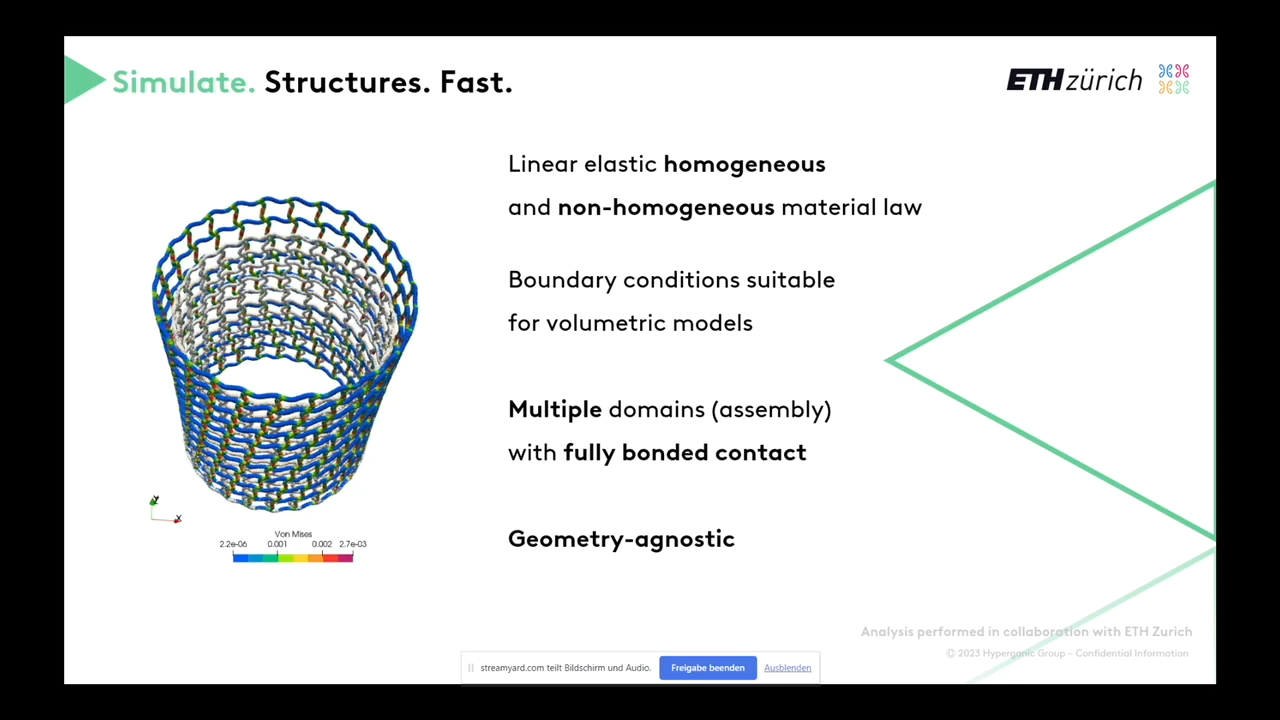 Simulate. Structures. Fast.
ETH zürich
Linear elastic homogeneous
and non-homogeneous material law
Boundary conditions suitable
for volumetric models
Multiple domains (assembly)
with fully bonded contact
Geometry-agnostic
Y
X
Von Mises
2.2e-06 0.001 0.002 2.7e-03
Analysis performed in collaboration with ETH Zurich
© 2023 Hyperganic Group – Confidential Information
streamyard.com teilt Bildschirm und Audio. Freigabe beenden Ausblenden